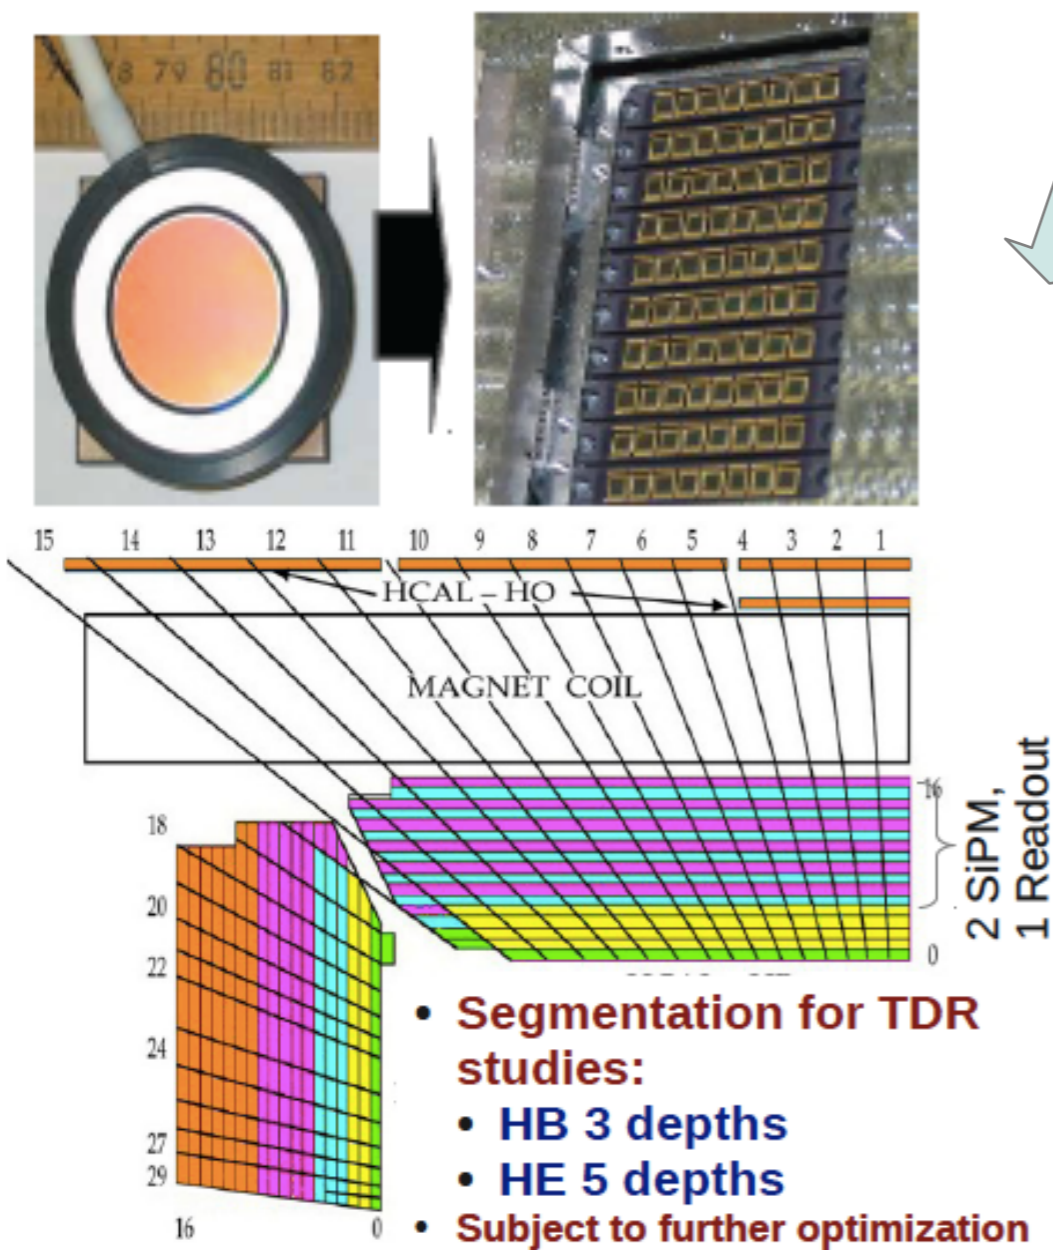 78 79 80 81 82
15 14 13 12 11 10 9 8 7 6 5 4 3 2 1
HCAL – HO
MAGNET COIL
16
2 SiPM,
1 Readout
0
18
20
22
24
27
29
16 0
• Segmentation for TDR
studies:
• HB 3 depths
• HE 5 depths
• Subject to further optimization